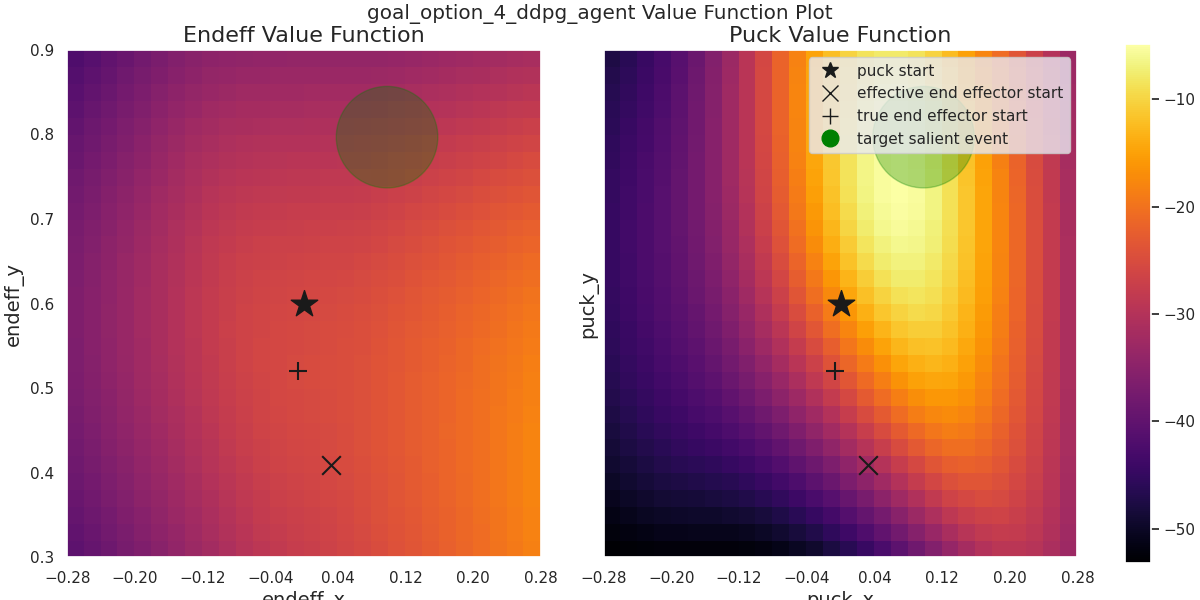 goal_option_4_ddpg_agent Value Function Plot
Endeff Value Function
Puck Value Function
puck start
effective end effector start
true end effector start
target salient event
endeff_y
0.9
0.8
0.7
0.6
0.5
0.4
0.3
−0.28 −0.20 −0.12 −0.04 0.04 0.12 0.20 0.28
endeff_x
puck_y
−0.28 −0.20 −0.12 −0.04 0.04 0.12 0.20 0.28
puck_x
−10
−20
−30
−40
−50